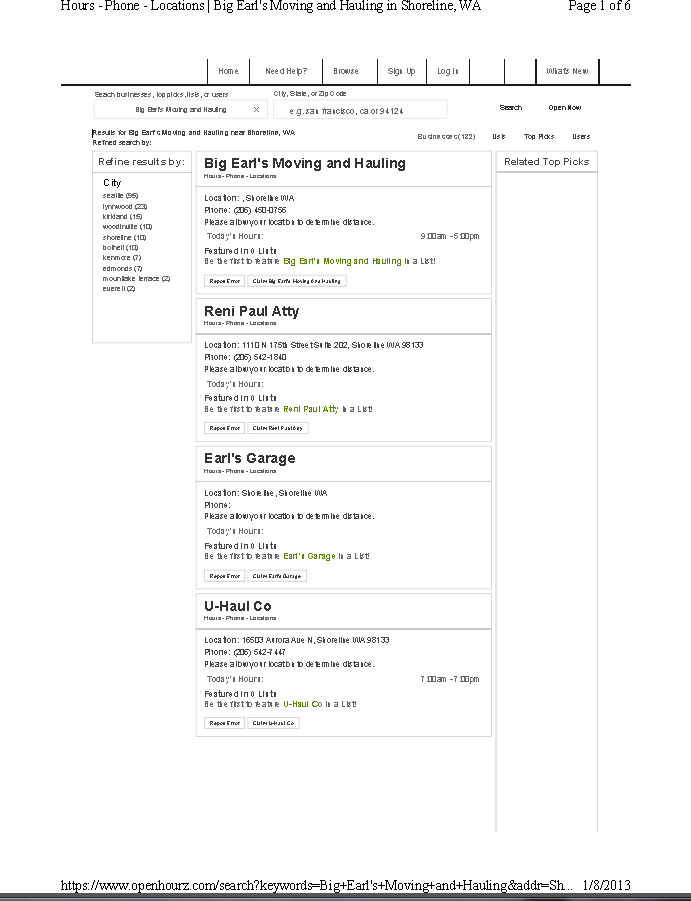 Hours - Phone - Locations | Big Earl's Moving and Hauling in Shoreline, WA Page 1 of 6
Home Need Help? Browse Sign Up Log In Whats New
Search businesses, top picks, lists, or users City, State, or Zip Code
Big Earl's Moving and Hauling × e.g. san francisco, ca or 94124 Search Open Now
Results for Big Earl's Moving and Hauling near Shoreline, WA
Refined search by:
Businesses(182) Lists Top Picks Users
Refine results by:
City
seattle (95)
lynnwood (23)
kirkland (15)
woodinville (10)
shoreline (10)
bothell (10)
kenmore (7)
edmonds (7)
mountlake terrace (2)
everett (2)
Big Earl's Moving and Hauling
Hours - Phone - Locations
Location: , Shoreline WA
Phone: (206) 450-0756
Please allow your location to determine distance.
Today's Hours: 9:00am - 5:00pm
Featured in 0 Lists
Be the first to feature Big Earl's Moving and Hauling in a List!
Report Error Claim Big Earl's Moving And Hauling
Reni Paul Atty
Hours - Phone - Locations
Location: 1110 N 175th Street Suite 202, Shoreline WA 98133
Phone: (206) 542-1840
Please allow your location to determine distance.
Today's Hours:
Featured in 0 Lists
Be the first to feature Reni Paul Atty in a List!
Report Error Claim Reni Paul Atty
Earl's Garage
Hours - Phone - Locations
Location: Shoreline, Shoreline WA
Phone:
Please allow your location to determine distance.
Today's Hours:
Featured in 0 Lists
Be the first to feature Earl's Garage in a List!
Report Error Claim Earl's Garage
U-Haul Co
Hours - Phone - Locations
Location: 16503 Aurora Ave N, Shoreline WA 98133
Phone: (206) 542-7447
Please allow your location to determine distance.
Today's Hours: 7:00am - 7:00pm
Featured in 0 Lists
Be the first to feature U-Haul Co in a List!
Report Error Claim U-Haul Co
Related Top Picks
https://www.openhourz.com/search?keywords=Big+Earl's+Moving+and+Hauling&addr=Sh... 1/8/2013